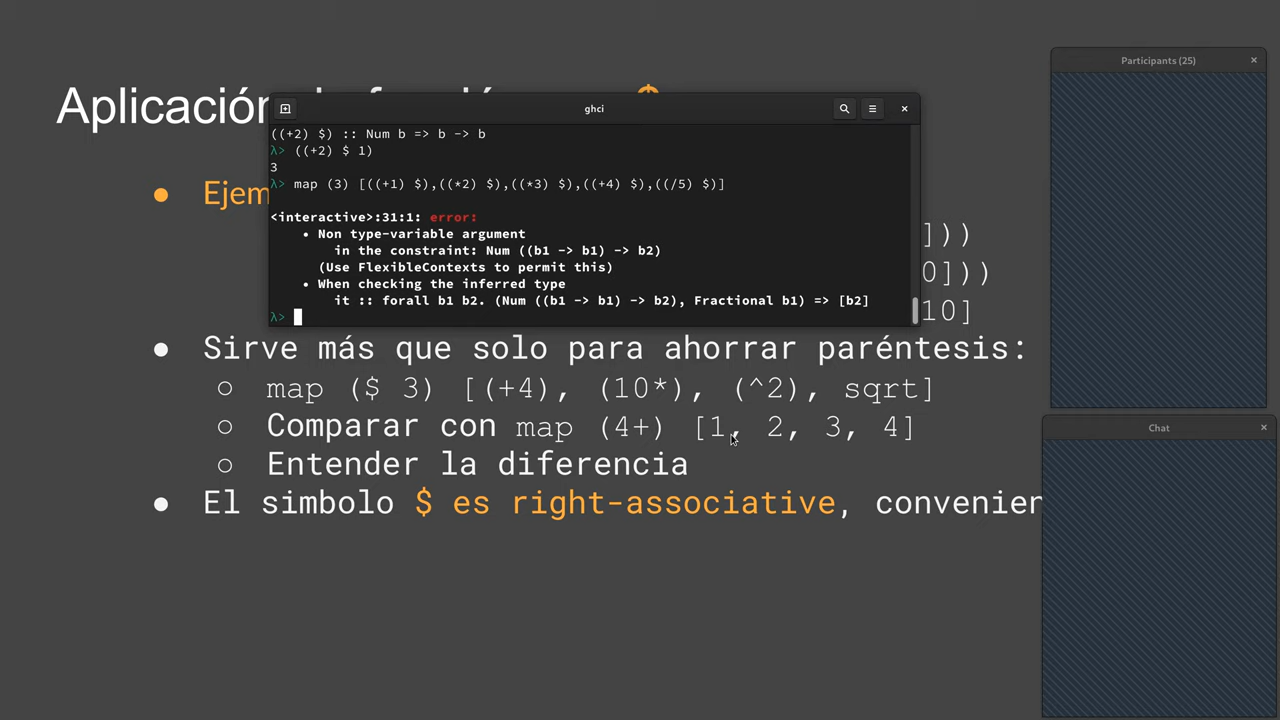 Aplicación
$
Participants (25)
ghci
((+2) $) :: Num b => b -> b
λ> ((+2) $ 1)
3
λ> map (3) [((+1) $),((*2) $),((*3) $),((+4) $),((/5) $)]
<interactive>:31:1: error:
• Non type-variable argument
in the constraint: Num ((b1 -> b1) -> b2)
(Use FlexibleContexts to permit this)
• When checking the inferred type
it :: forall b1 b2. (Num ((b1 -> b1) -> b2), Fractional b1) => [b2]
λ>
● Ejem
]))
0]))
10]
● Sirve más que solo para ahorrar paréntesis:
○ map ($ 3) [(+4), (10*), (^2), sqrt]
○ Comparar con map (4+) [1, 2, 3, 4]
○ Entender la diferencia
● El simbolo $ es right-associative, convenien
Chat